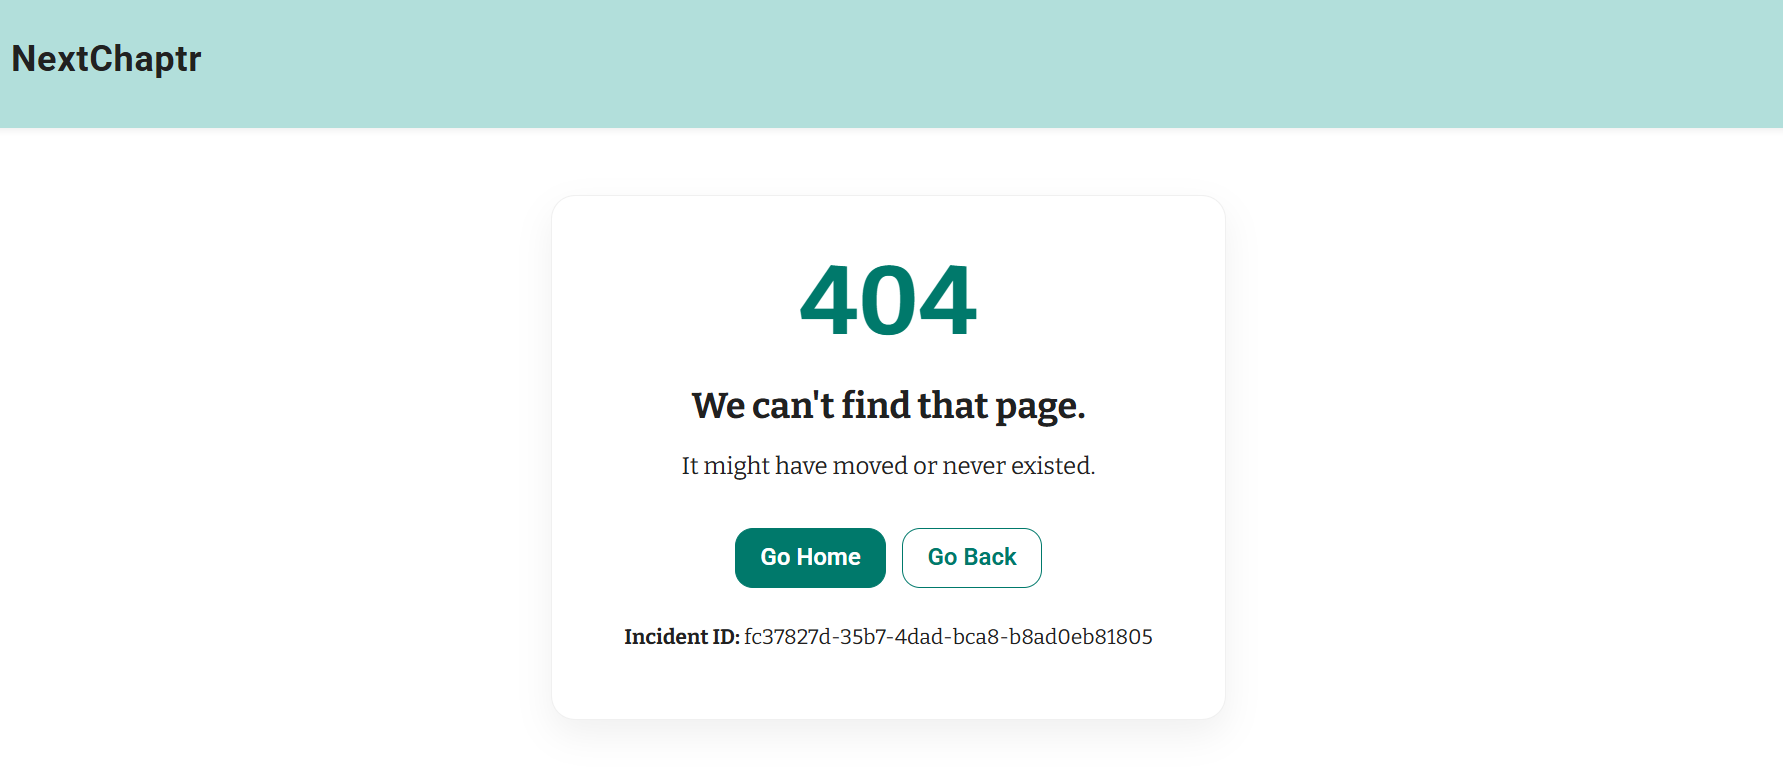 NextChaptr
404
We can't find that page.
It might have moved or never existed.
Go Home
Go Back
Incident ID: fc37827d-35b7-4dad-bca8-b8ad0eb81805